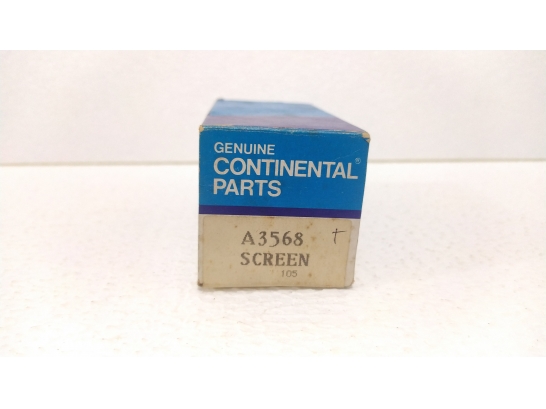 GENUINE
CONTINENTAL®
PARTS
A3568 T
SCREEN
105